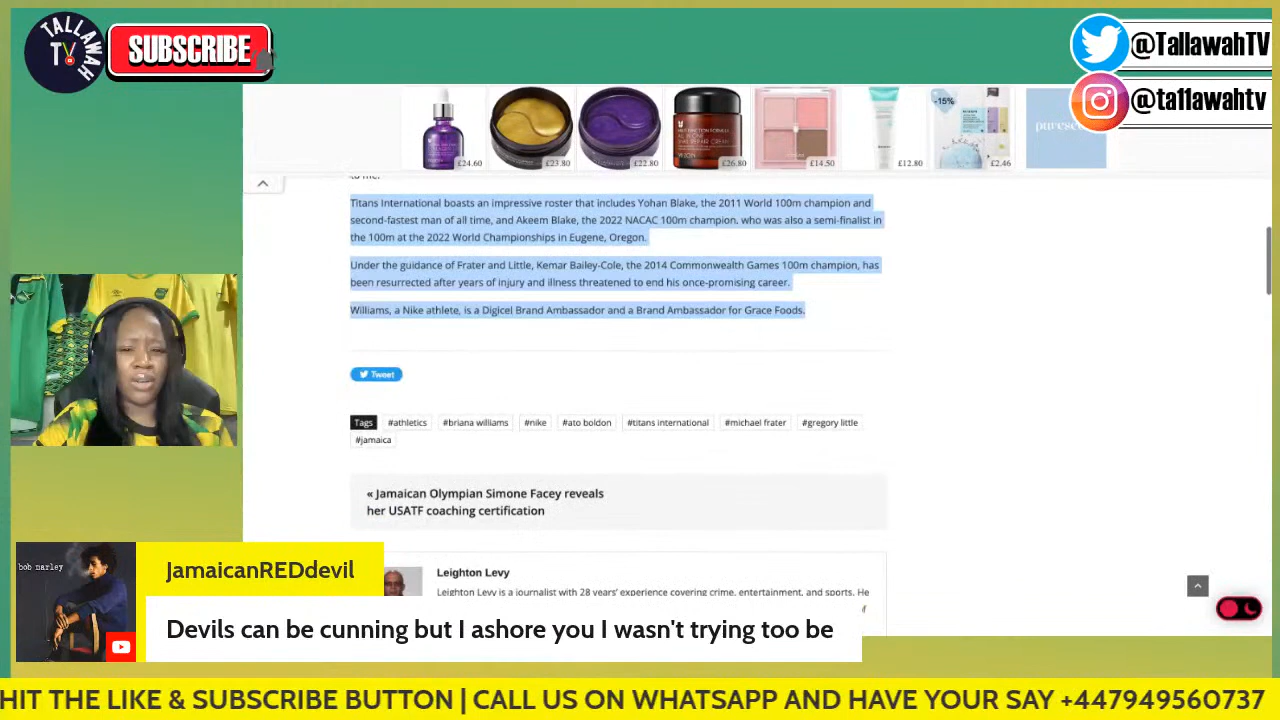 TALLAWAH
TV
SUBSCRIBE
@TallawahTV
@ta11awahtv
£24.60
£23.80
£22.80
£26.80
£14.50
£12.80
-15%
£2.46
to me.
Titans International boasts an impressive roster that includes Yohan Blake, the 2011 World 100m champion and
second-fastest man of all time, and Akeem Blake, the 2022 NACAC 100m champion. who was also a semi-finalist in
the 100m at the 2022 World Championships in Eugene, Oregon.
Under the guidance of Frater and Little, Kemar Bailey-Cole, the 2014 Commonwealth Games 100m champion, has
been resurrected after years of injury and illness threatened to end his once-promising career.
Williams, a Nike athlete, is a Digicel Brand Ambassador and a Brand Ambassador for Grace Foods.
Tweet
Tags #athletics #briana williams #nike #ato boldon #titans international #michael frater #gregory little
#jamaica
« Jamaican Olympian Simone Facey reveals
her USATF coaching certification
Leighton Levy
Leighton Levy is a journalist with 28 years' experience covering crime, entertainment, and sports. He
bob marley
JamaicanREDdevil
Devils can be cunning but I ashore you I wasn't trying too be
HIT THE LIKE & SUBSCRIBE BUTTON | CALL US ON WHATSAPP AND HAVE YOUR SAY +447949560737